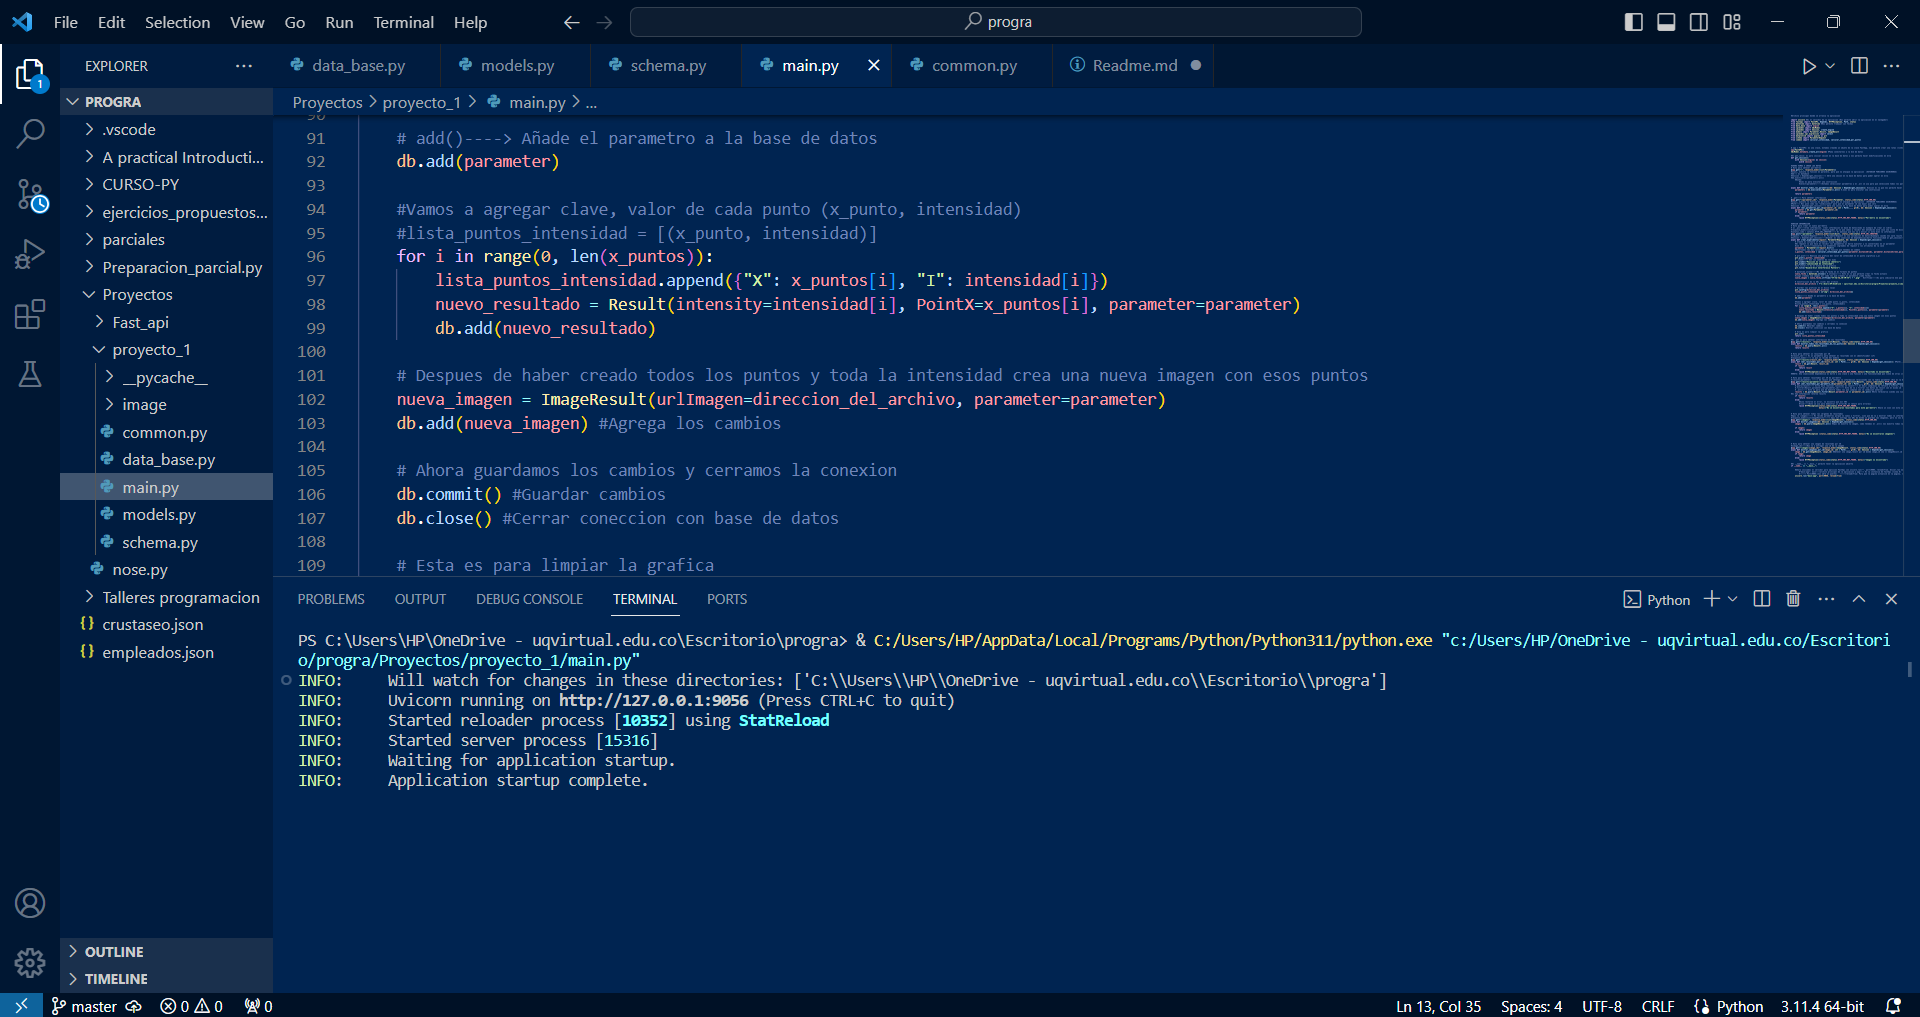 File Edit Selection View Go Run Terminal Help
progra
EXPLORER
data_base.py models.py schema.py main.py common.py Readme.md
PROGRA
Proyectos > proyecto_1 > main.py > ...
.vscode
A practical Introducti...
CURSO-PY
ejercicios_propuestos...
parciales
Preparacion_parcial.py
Proyectos
Fast_api
proyecto_1
__pycache__
image
common.py
data_base.py
main.py
models.py
schema.py
nose.py
Talleres programacion
{} crustaseo.json
{} empleados.json
OUTLINE
TIMELINE
90
91 # add()----> Añade el parametro a la base de datos
92 db.add(parameter)
93
94 #Vamos a agregar clave, valor de cada punto (x_punto, intensidad)
95 #lista_puntos_intensidad = [(x_punto, intensidad)]
96 for i in range(0, len(x_puntos)):
97 lista_puntos_intensidad.append({"X": x_puntos[i], "I": intensidad[i]})
98 nuevo_resultado = Result(intensity=intensidad[i], PointX=x_puntos[i], parameter=parameter)
99 db.add(nuevo_resultado)
100
101 # Despues de haber creado todos los puntos y toda la intensidad crea una nueva imagen con esos puntos
102 nueva_imagen = ImageResult(urlImagen=direccion_del_archivo, parameter=parameter)
103 db.add(nueva_imagen) #Agrega los cambios
104
105 # Ahora guardamos los cambios y cerramos la conexion
106 db.commit() #Guardar cambios
107 db.close() #Cerrar coneccion con base de datos
108
109 # Esta es para limpiar la grafica
PROBLEMS OUTPUT DEBUG CONSOLE TERMINAL PORTS
Python
PS C:\Users\HP\OneDrive - uqvirtual.edu.co\Escritorio\progra> & C:/Users/HP/AppData/Local/Programs/Python/Python311/python.exe "c:/Users/HP/OneDrive - uqvirtual.edu.co/Escritori
o/progra/Proyectos/proyecto_1/main.py"
INFO: Will watch for changes in these directories: ['C:\\Users\\HP\\OneDrive - uqvirtual.edu.co\\Escritorio\\progra']
INFO: Uvicorn running on http://127.0.0.1:9056 (Press CTRL+C to quit)
INFO: Started reloader process [10352] using StatReload
INFO: Started server process [15316]
INFO: Waiting for application startup.
INFO: Application startup complete.
1
master 0 0 0
Ln 13, Col 35 Spaces: 4 UTF-8 CRLF {} Python 3.11.4 64-bit